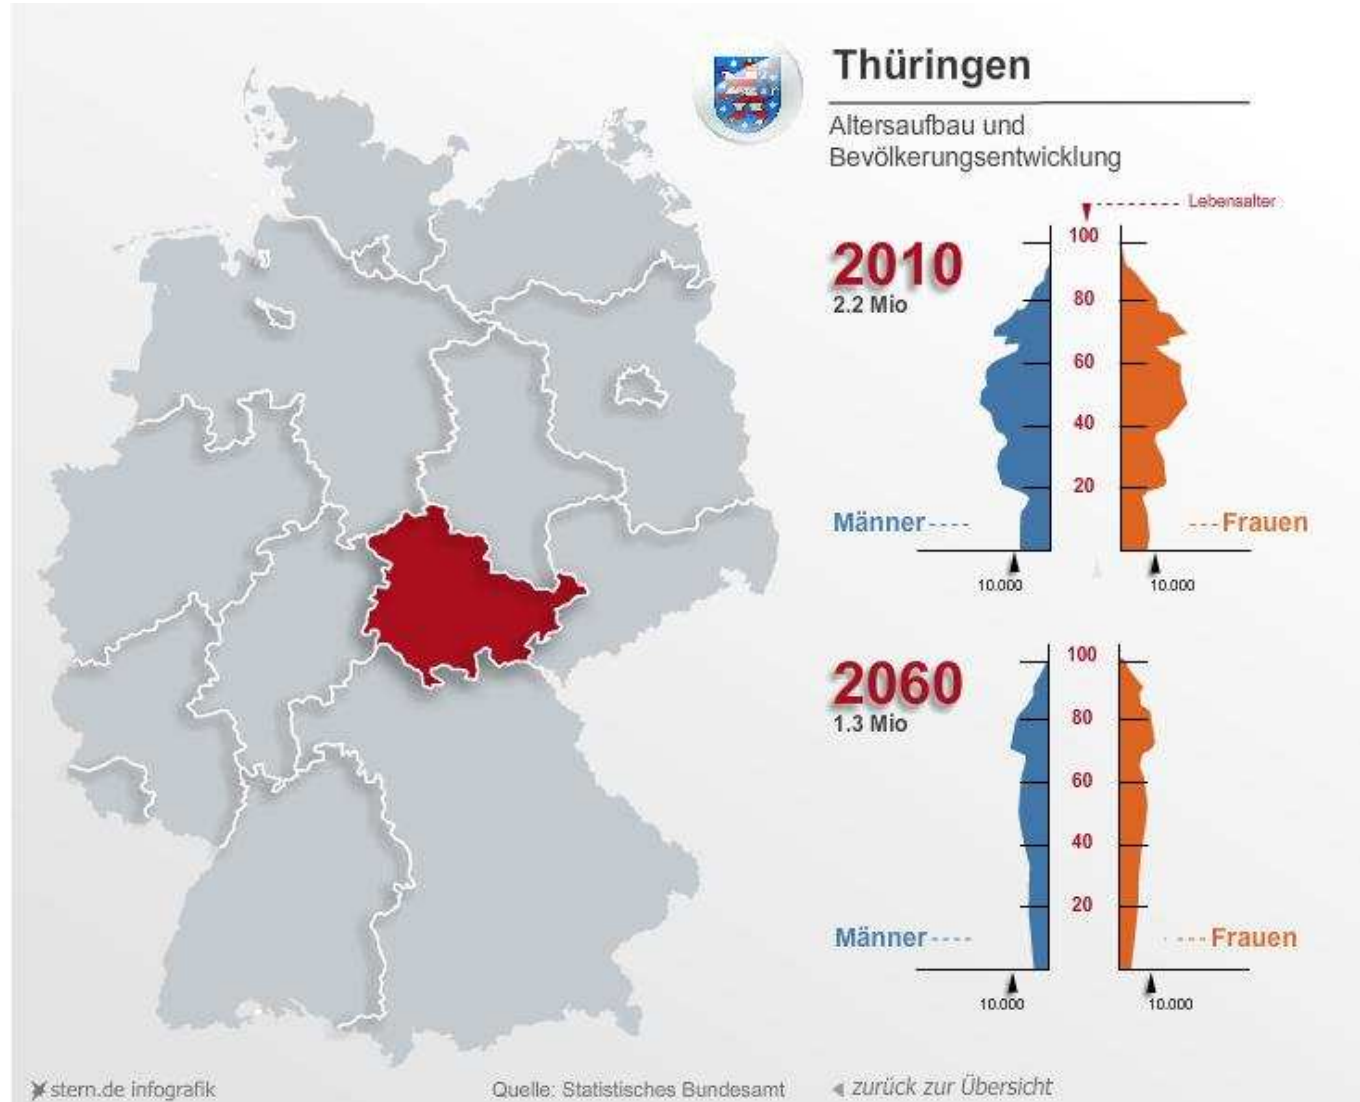 Thüringen
Altersaufbau und
Bevölkerungsentwicklung
Lebensalter
2010
2.2 Mio
100
80
60
40
20
Männer
Frauen
10.000
10.000
2060
1.3 Mio
100
80
60
40
20
Männer
Frauen
10.000
10.000
stern.de infografik
Quelle: Statistisches Bundesamt
zurück zur Übersicht